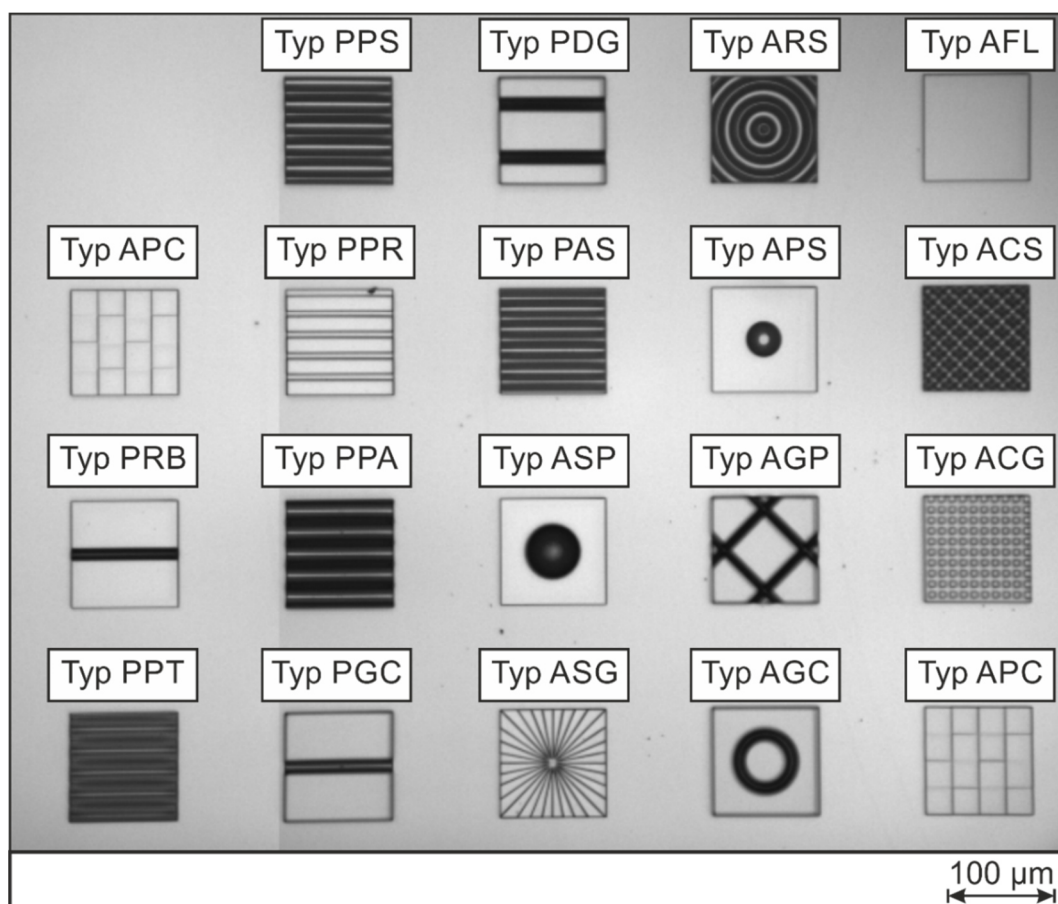 Typ PPS
Typ PDG
Typ ARS
Typ AFL
Typ APC
Typ PPR
Typ PAS
Typ APS
Typ ACS
Typ PRB
Typ PPA
Typ ASP
Typ AGP
Typ ACG
Typ PPT
Typ PGC
Typ ASG
Typ AGC
Typ APC
100 µm